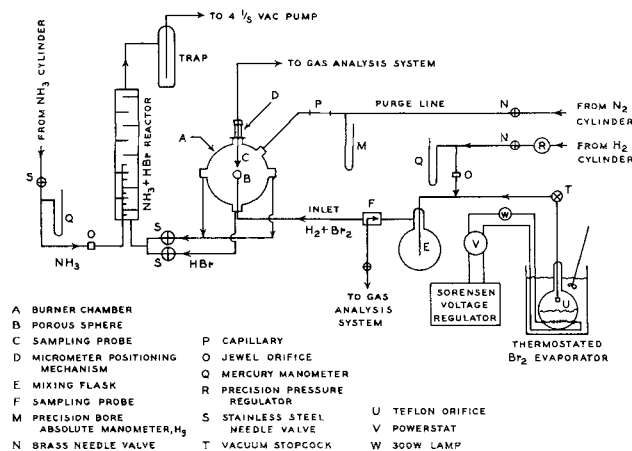 TO 4 1/S VAC PUMP
TRAP
TO GAS ANALYSIS SYSTEM
FROM NH3 CYLINDER
NH3 + HBr REACTOR
A
D
C
B
P
PURGE LINE
N
FROM N2
CYLINDER
M
N
R
FROM H2
CYLINDER
Q
O
S
Q
O
NH3
S
S
HBr
INLET
H2 + Br2
F
E
T
W
V
U
TO GAS
ANALYSIS
SYSTEM
SORENSEN
VOLTAGE
REGULATOR
THERMOSTATED
Br2 EVAPORATOR
A BURNER CHAMBER
B POROUS SPHERE
C SAMPLING PROBE
D MICROMETER POSITIONING
MECHANISM
E MIXING FLASK
F SAMPLING PROBE
M PRECISION BORE
ABSOLUTE MANOMETER, Hg
N BRASS NEEDLE VALVE
P CAPILLARY
O JEWEL ORIFICE
Q MERCURY MANOMETER
R PRECISION PRESSURE
REGULATOR
S STAINLESS STEEL
NEEDLE VALVE
T VACUUM STOPCOCK
U TEFLON ORIFICE
V POWERSTAT
W 300W LAMP